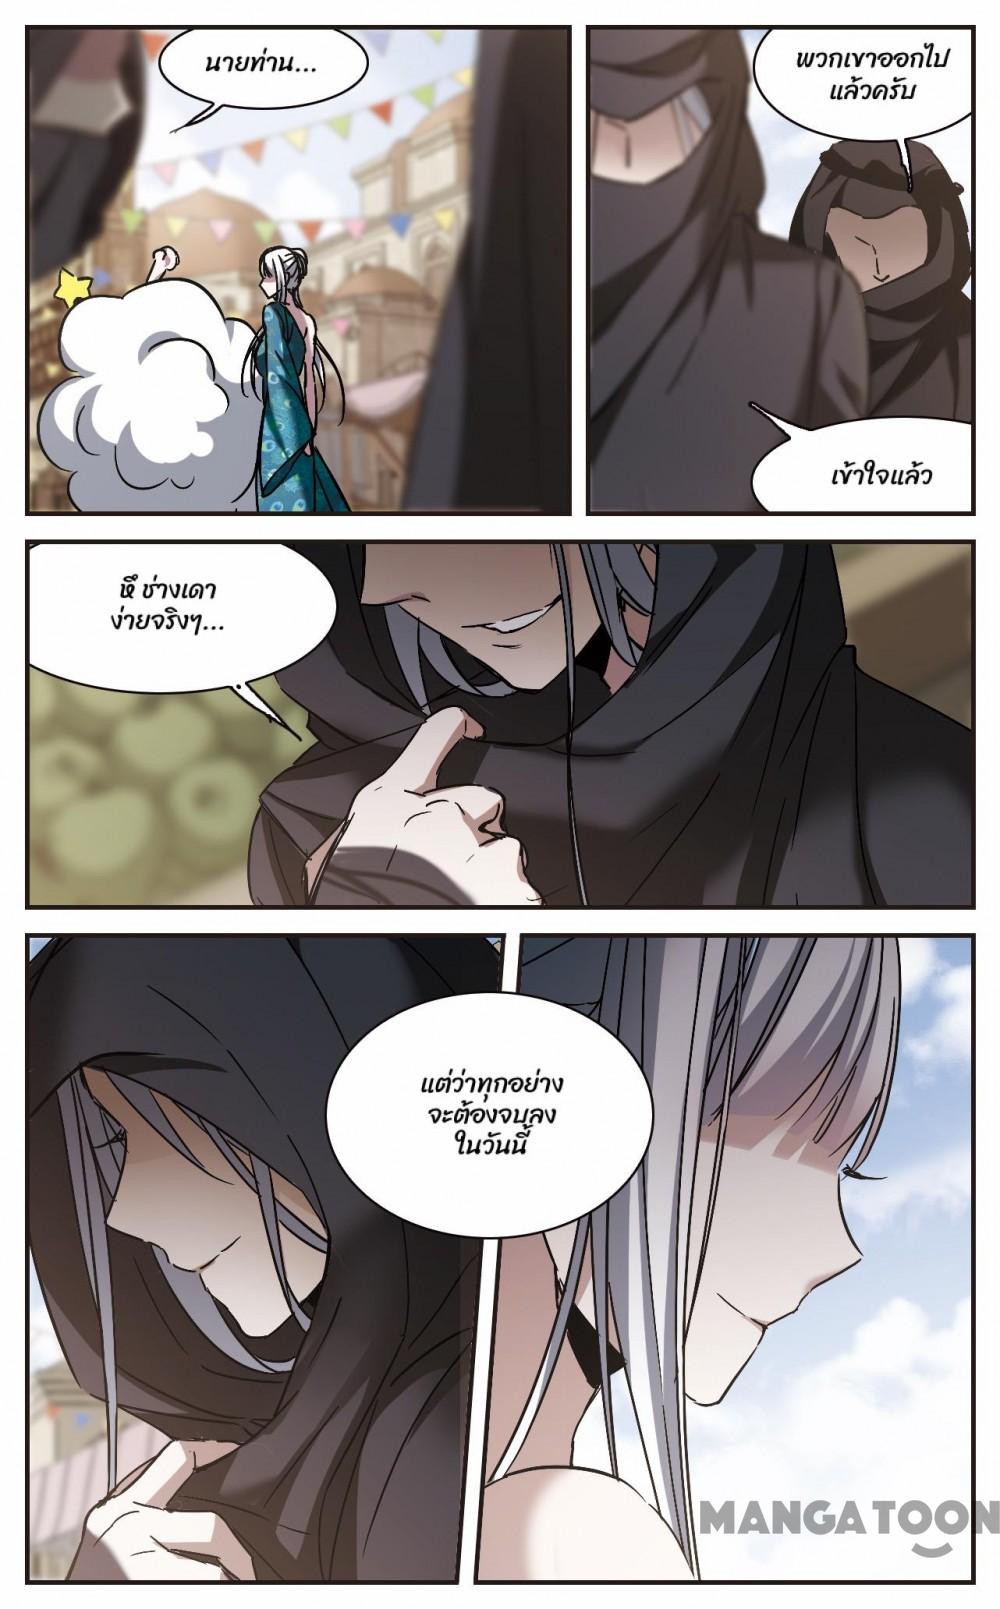 นายท่าน...
พวกเขาออกไป
แล้วครับ
เข้าใจแล้ว
หึ ช่างเดา
ง่ายจริงๆ...
แต่ว่าทุกอย่าง
จะต้องจบลง
ในวันนี้
MANGATOON